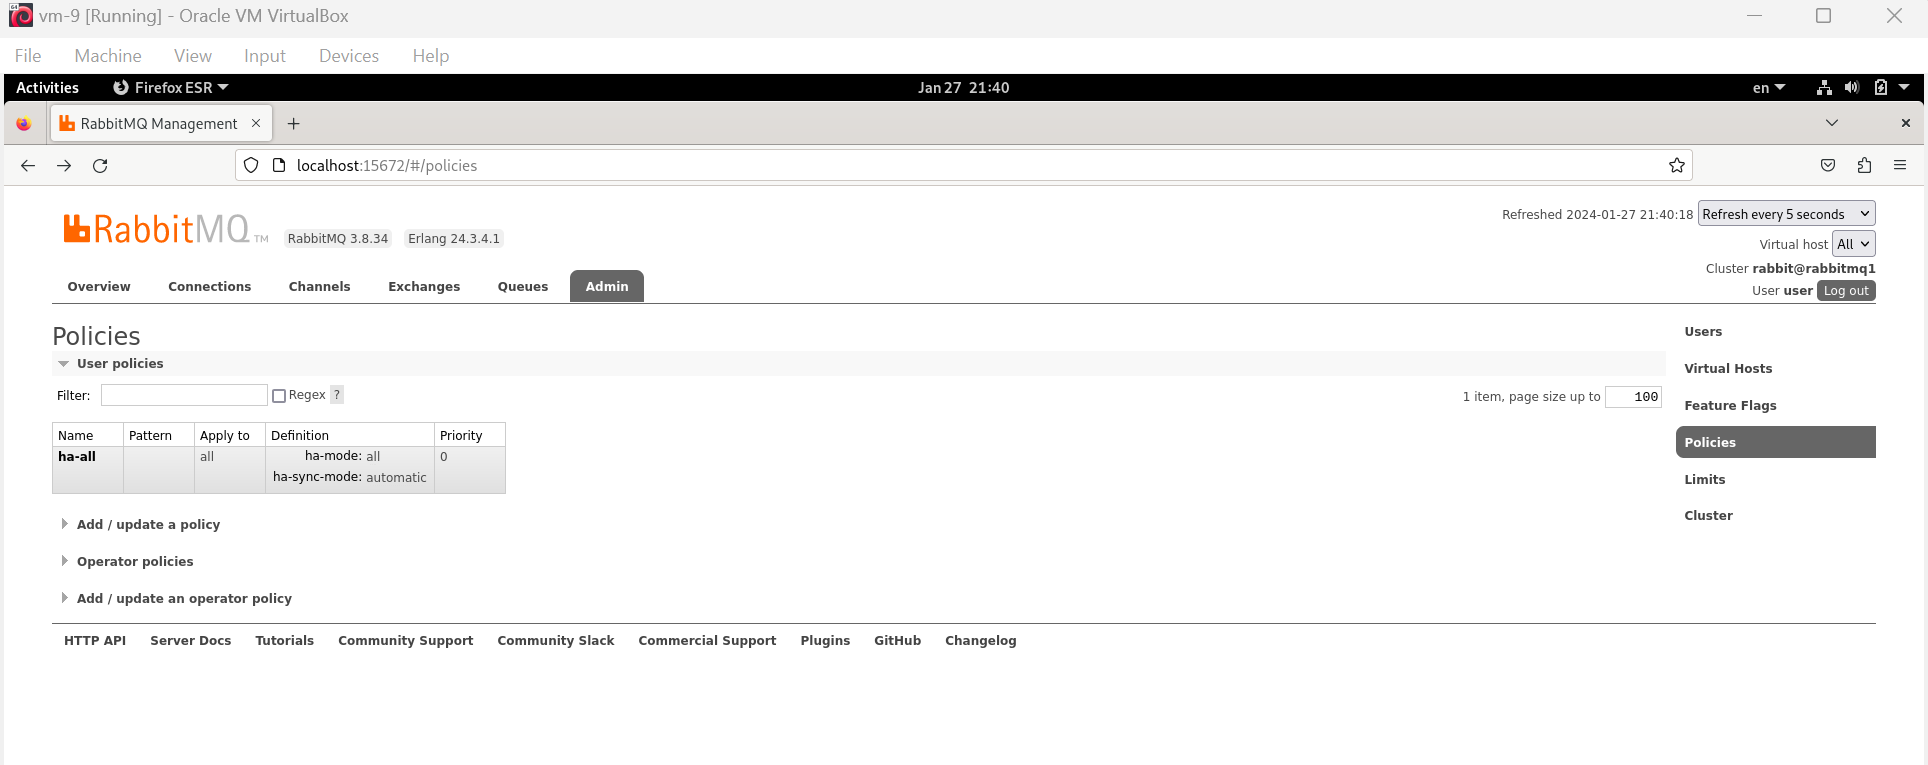 vm-9 [Running] - Oracle VM VirtualBox
File Machine View Input Devices Help
Activities Firefox ESR Jan 27 21:40 en
RabbitMQ Management
localhost:15672/#/policies
RabbitMQ TM RabbitMQ 3.8.34 Erlang 24.3.4.1
Refreshed 2024-01-27 21:40:18 Refresh every 5 seconds
Virtual host All
Cluster rabbit@rabbitmq1
User user Log out
Overview Connections Channels Exchanges Queues Admin
Policies
User policies
Filter: Regex ? 1 item, page size up to 100
Name Pattern Apply to Definition Priority
ha-all all ha-mode: all 0
ha-sync-mode: automatic
Add / update a policy
Operator policies
Add / update an operator policy
Users
Virtual Hosts
Feature Flags
Policies
Limits
Cluster
HTTP API Server Docs Tutorials Community Support Community Slack Commercial Support Plugins GitHub Changelog